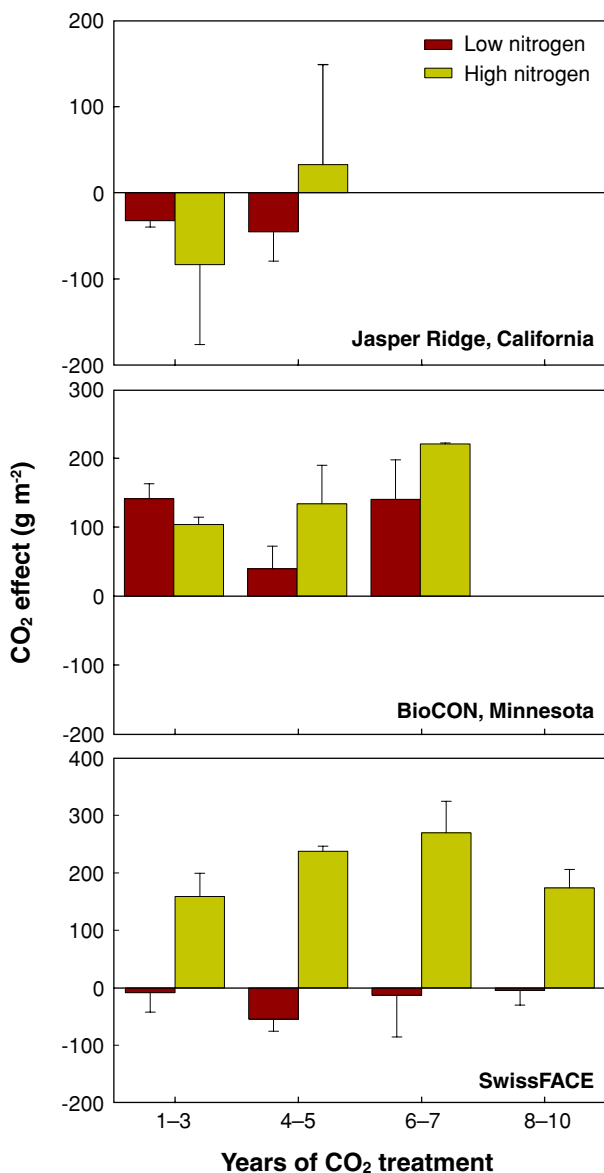 200
Low nitrogen
High nitrogen
100
0
-100
Jasper Ridge, California
-200
300
200
100
0
-100
BioCON, Minnesota
-200
400
300
200
100
0
-100
SwissFACE
-200
CO₂ effect (g m⁻²)
1–3 4–5 6–7 8–10
Years of CO₂ treatment